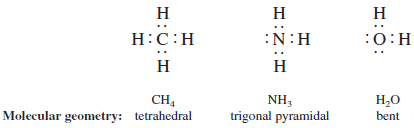 H H H
H:C:H :N:H :O:H
H H
CH₄ NH₃ H₂O
Molecular geometry: tetrahedral trigonal pyramidal bent